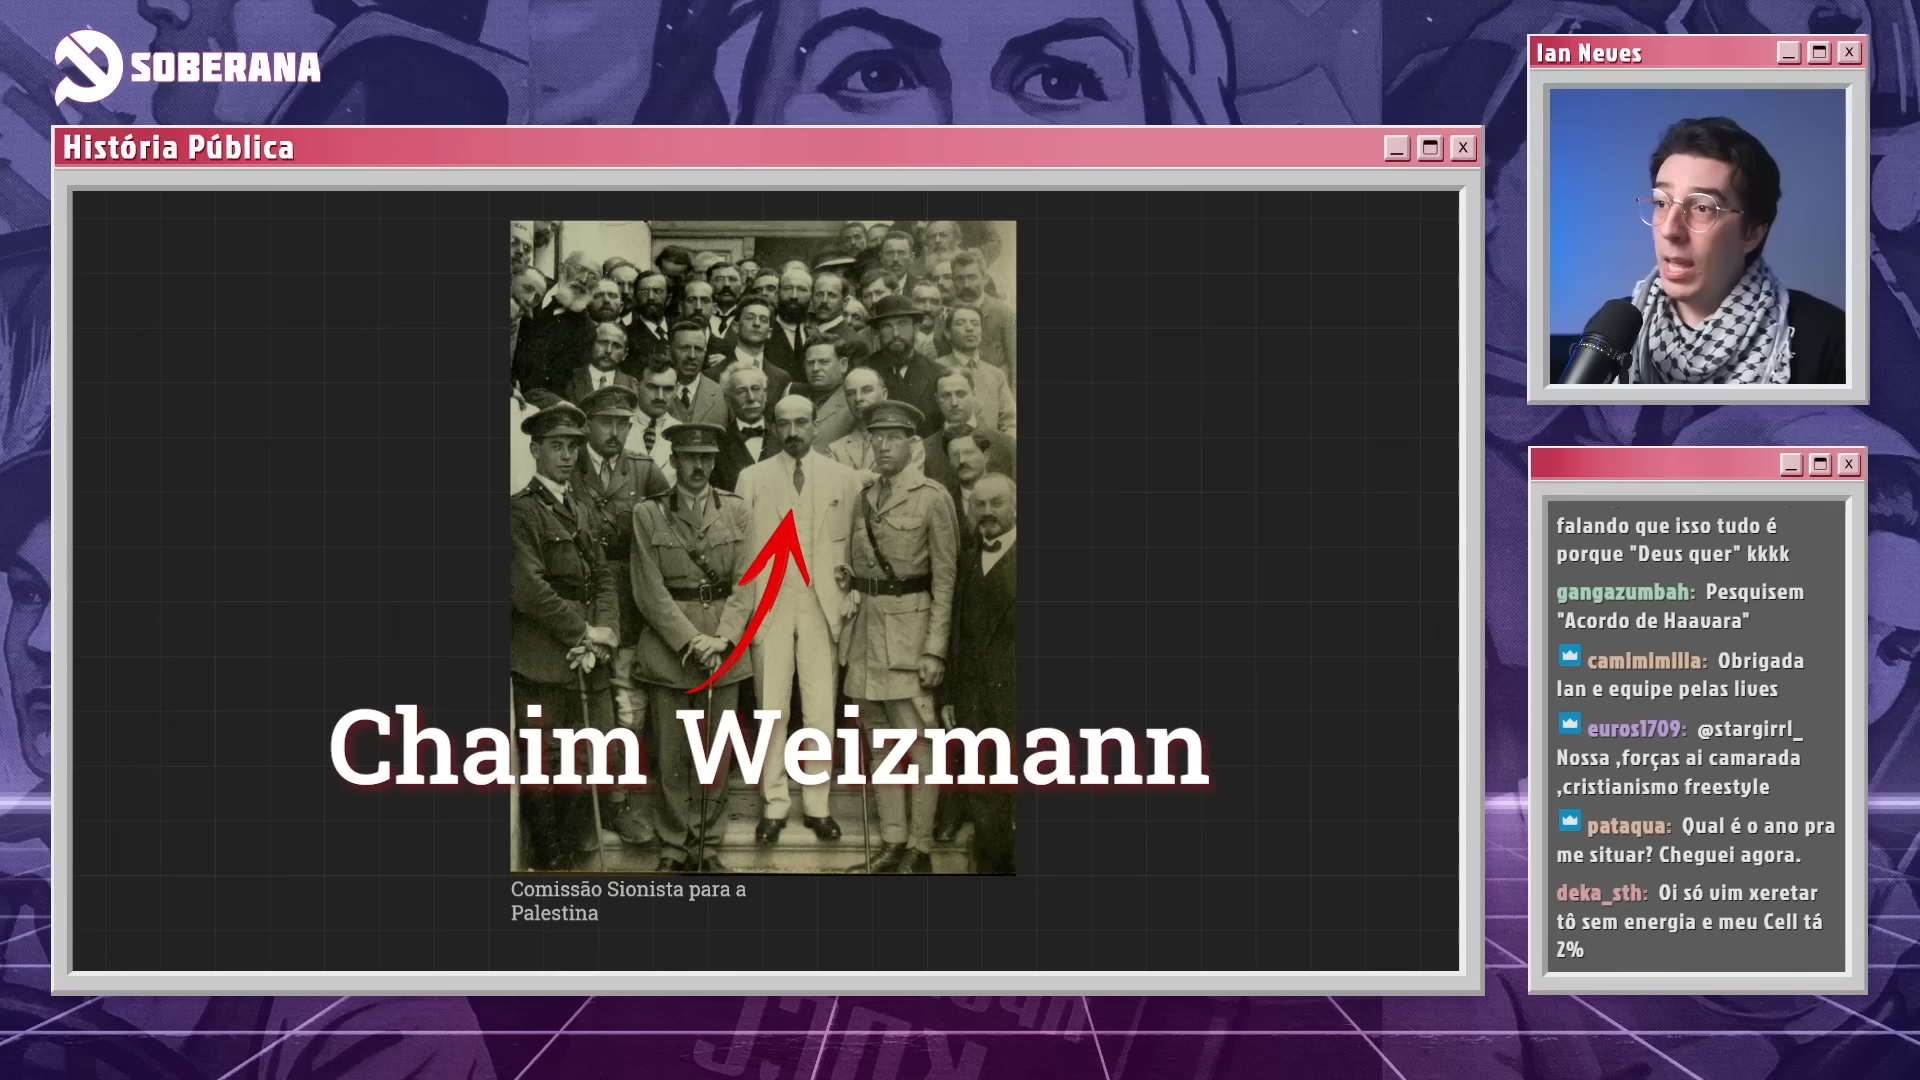 SOBERANA
História Pública
Chaim Weizmann
Comissão Sionista para a
Palestina
Ian Neves
falando que isso tudo é
porque "Deus quer" kkkk
gangazumbah: Pesquisem
"Acordo de Haavara"
camimimilla: Obrigada
Ian e equipe pelas lives
euros1709: @stargirrl_
Nossa ,forças ai camarada
,cristianismo freestyle
pataqua: Qual é o ano pra
me situar? Cheguei agora.
deka_sth: Oi só vim xeretar
tô sem energia e meu Cell tá
2%